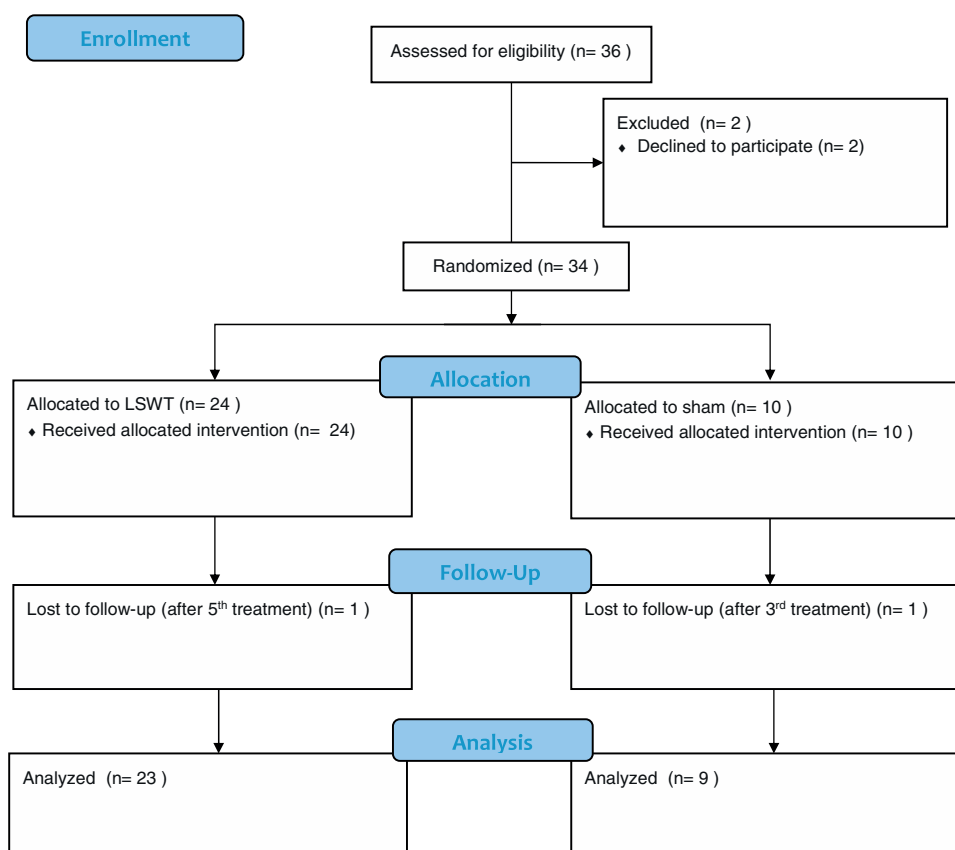 Enrollment
Assessed for eligibility (n= 36 )
Excluded (n= 2 )
♦ Declined to participate (n= 2)
Randomized (n= 34 )
Allocation
Allocated to LSWT (n= 24 )
♦ Received allocated intervention (n= 24)
Allocated to sham (n= 10 )
♦ Received allocated intervention (n= 10 )
Follow-Up
Lost to follow-up (after 5th treatment) (n= 1 )
Lost to follow-up (after 3rd treatment) (n= 1 )
Analysis
Analyzed (n= 23 )
Analyzed (n= 9 )